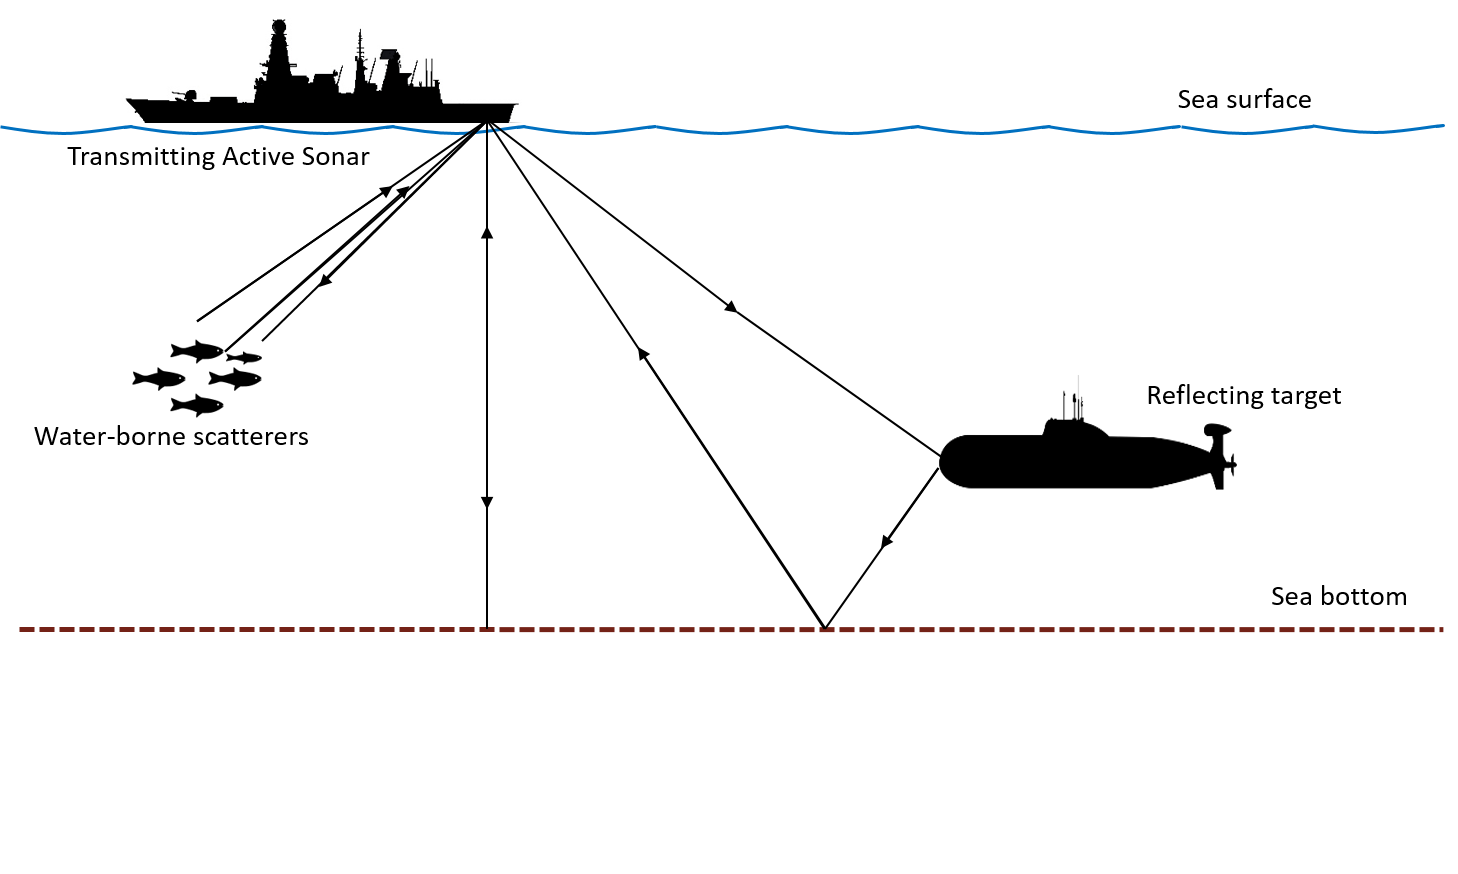 Sea surface
Transmitting Active Sonar
Reflecting target
Water-borne scatterers
Sea bottom